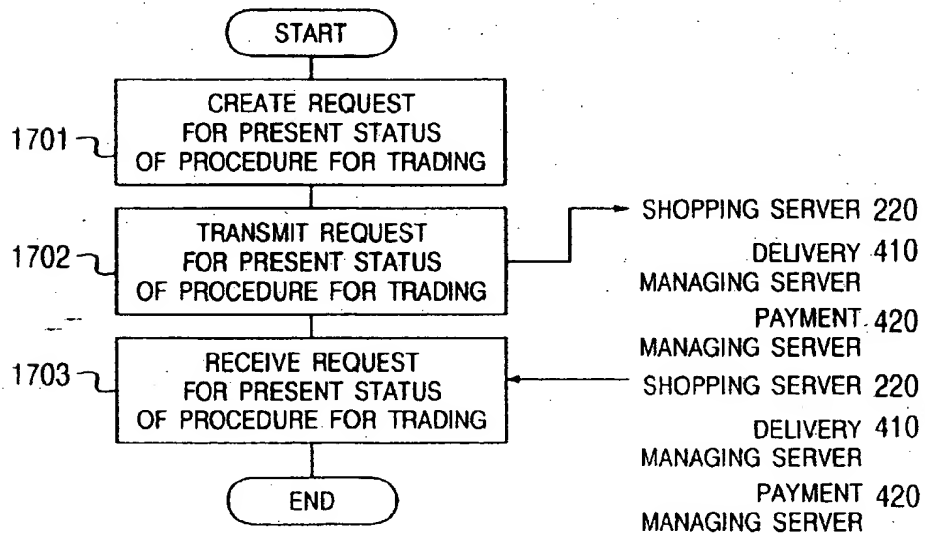 START
CREATE REQUEST
FOR PRESENT STATUS
OF PROCEDURE FOR TRADING
1701
TRANSMIT REQUEST
FOR PRESENT STATUS
OF PROCEDURE FOR TRADING
1702
SHOPPING SERVER 220
DELIVERY 410
MANAGING SERVER
PAYMENT 420
MANAGING SERVER
RECEIVE REQUEST
FOR PRESENT STATUS
OF PROCEDURE FOR TRADING
1703
SHOPPING SERVER 220
DELIVERY 410
MANAGING SERVER
PAYMENT 420
MANAGING SERVER
END